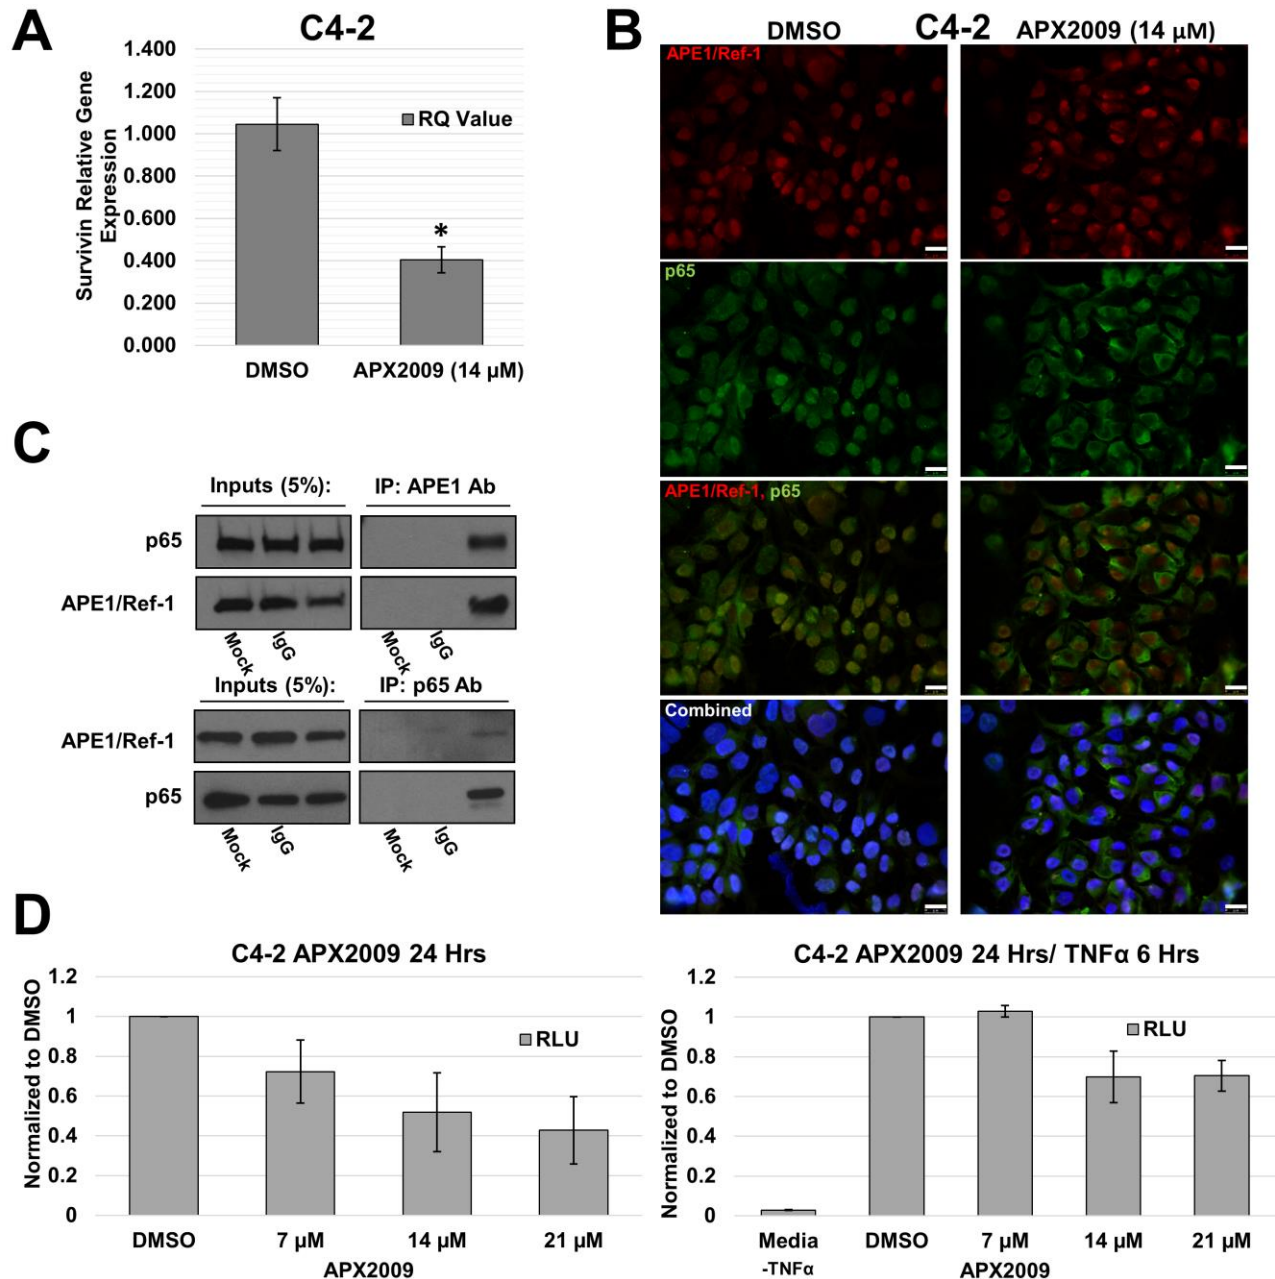 A
C4-2
1.400
1.200
1.000
0.800
0.600
0.400
0.200
0.000
Survivin Relative Gene
Expression
RQ Value
*
DMSO
APX2009 (14 µM)
B
DMSO
C4-2
APX2009 (14 µM)
APE1/Ref-1
p65
APE1/Ref-1, p65
Combined
C
Inputs (5%):
IP: APE1 Ab
p65
APE1/Ref-1
Mock
IgG
Mock
IgG
Inputs (5%):
IP: p65 Ab
APE1/Ref-1
p65
Mock
IgG
Mock
IgG
D
C4-2 APX2009 24 Hrs
Normalized to DMSO
1.2
1
0.8
0.6
0.4
0.2
0
RLU
DMSO
7 µM
14 µM
21 µM
APX2009
C4-2 APX2009 24 Hrs/ TNFα 6 Hrs
Normalized to DMSO
1.2
1
0.8
0.6
0.4
0.2
0
RLU
Media
-TNFα
DMSO
7 µM
14 µM
21 µM
APX2009